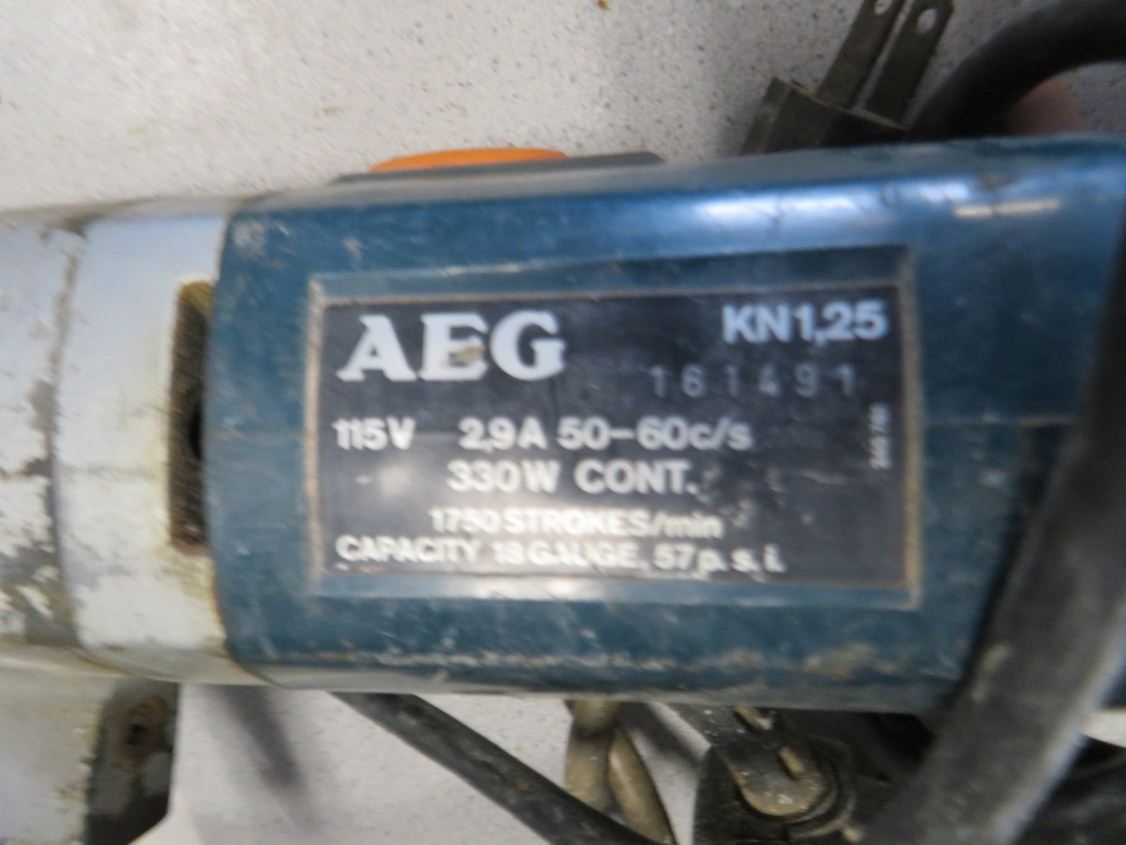 AEG KN1,25
161491
115V 2,9A 50-60c/s
330W CONT.
1750 STROKES/min
CAPACITY 18 GAUGE, 57 p. s. i.